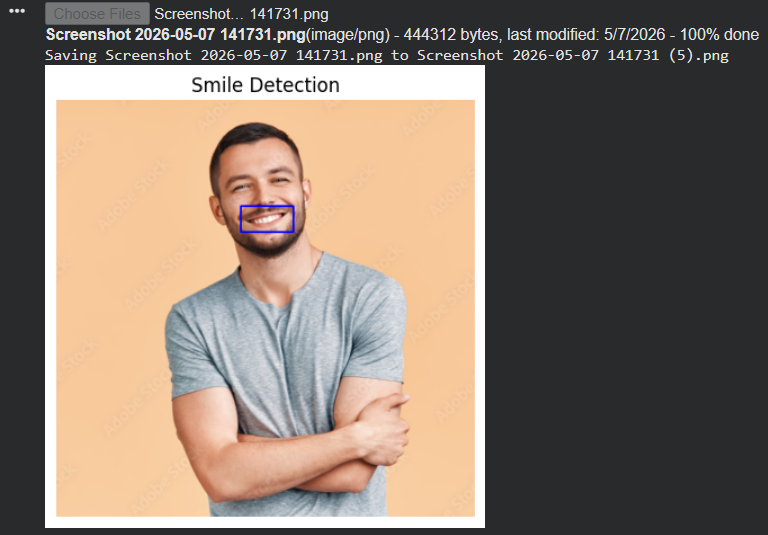 ••• Choose Files Screenshot... 141731.png
Screenshot 2026-05-07 141731.png(image/png) - 444312 bytes, last modified: 5/7/2026 - 100% done
Saving Screenshot 2026-05-07 141731.png to Screenshot 2026-05-07 141731 (5).png
Smile Detection
Adobe Stock